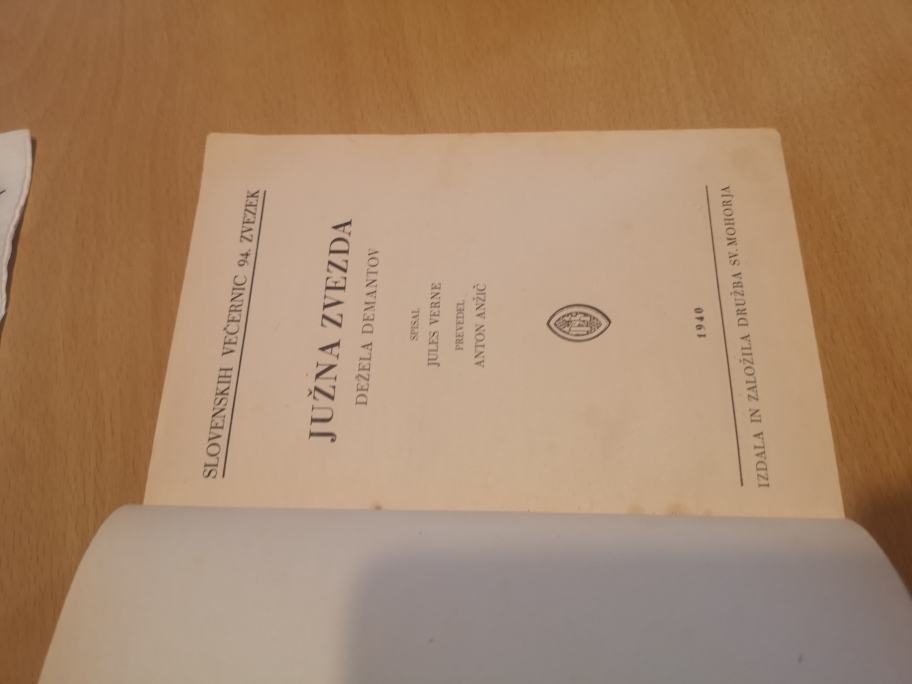 SLOVENSKIH VEČERNIC 94. ZVEZEK
JUŽNA ZVEZDA
DEŽELA DEMANTOV
SPISAL
JULES VERNE
PREVEDEL
ANTON ANŽIČ
1940
IZDALA IN ZALOŽILA DRUŽBA SV. MOHORJA